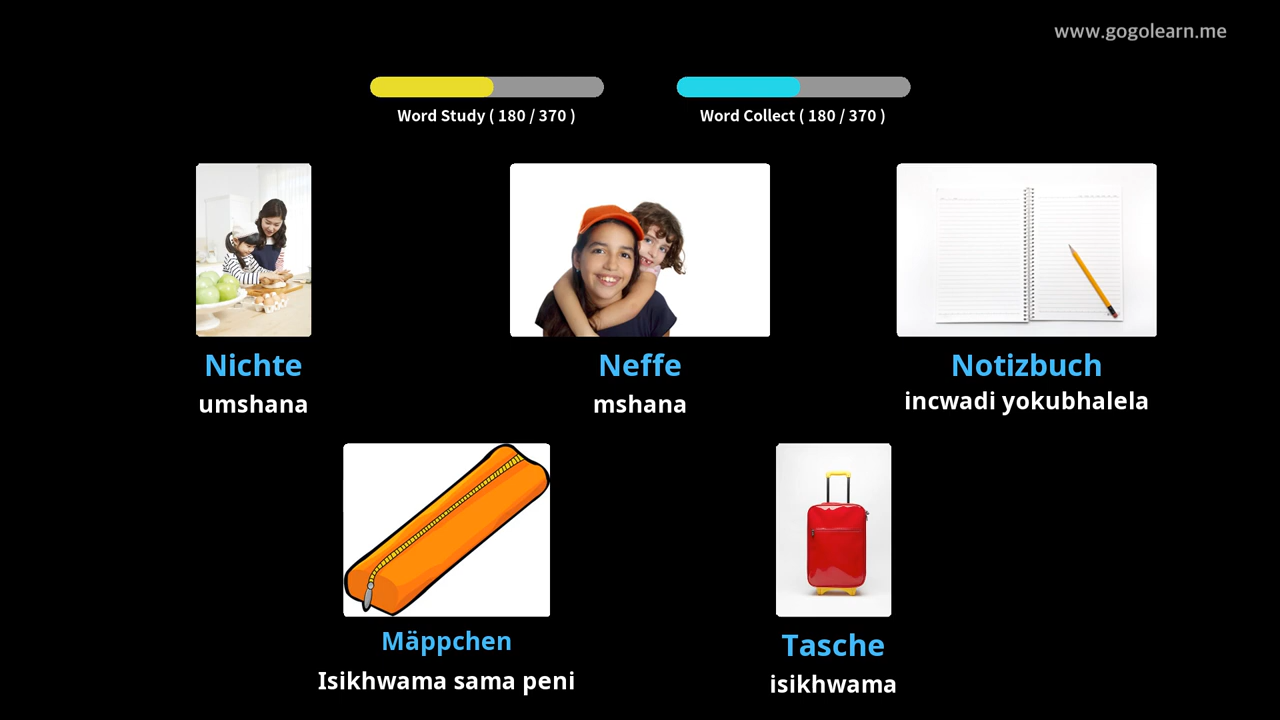 www.gogolearn.me
Word Study ( 180 / 370 )
Word Collect ( 180 / 370 )
Nichte
umshana
Neffe
mshana
Notizbuch
incwadi yokubhalela
Mäppchen
Isikhwama sama peni
Tasche
isikhwama